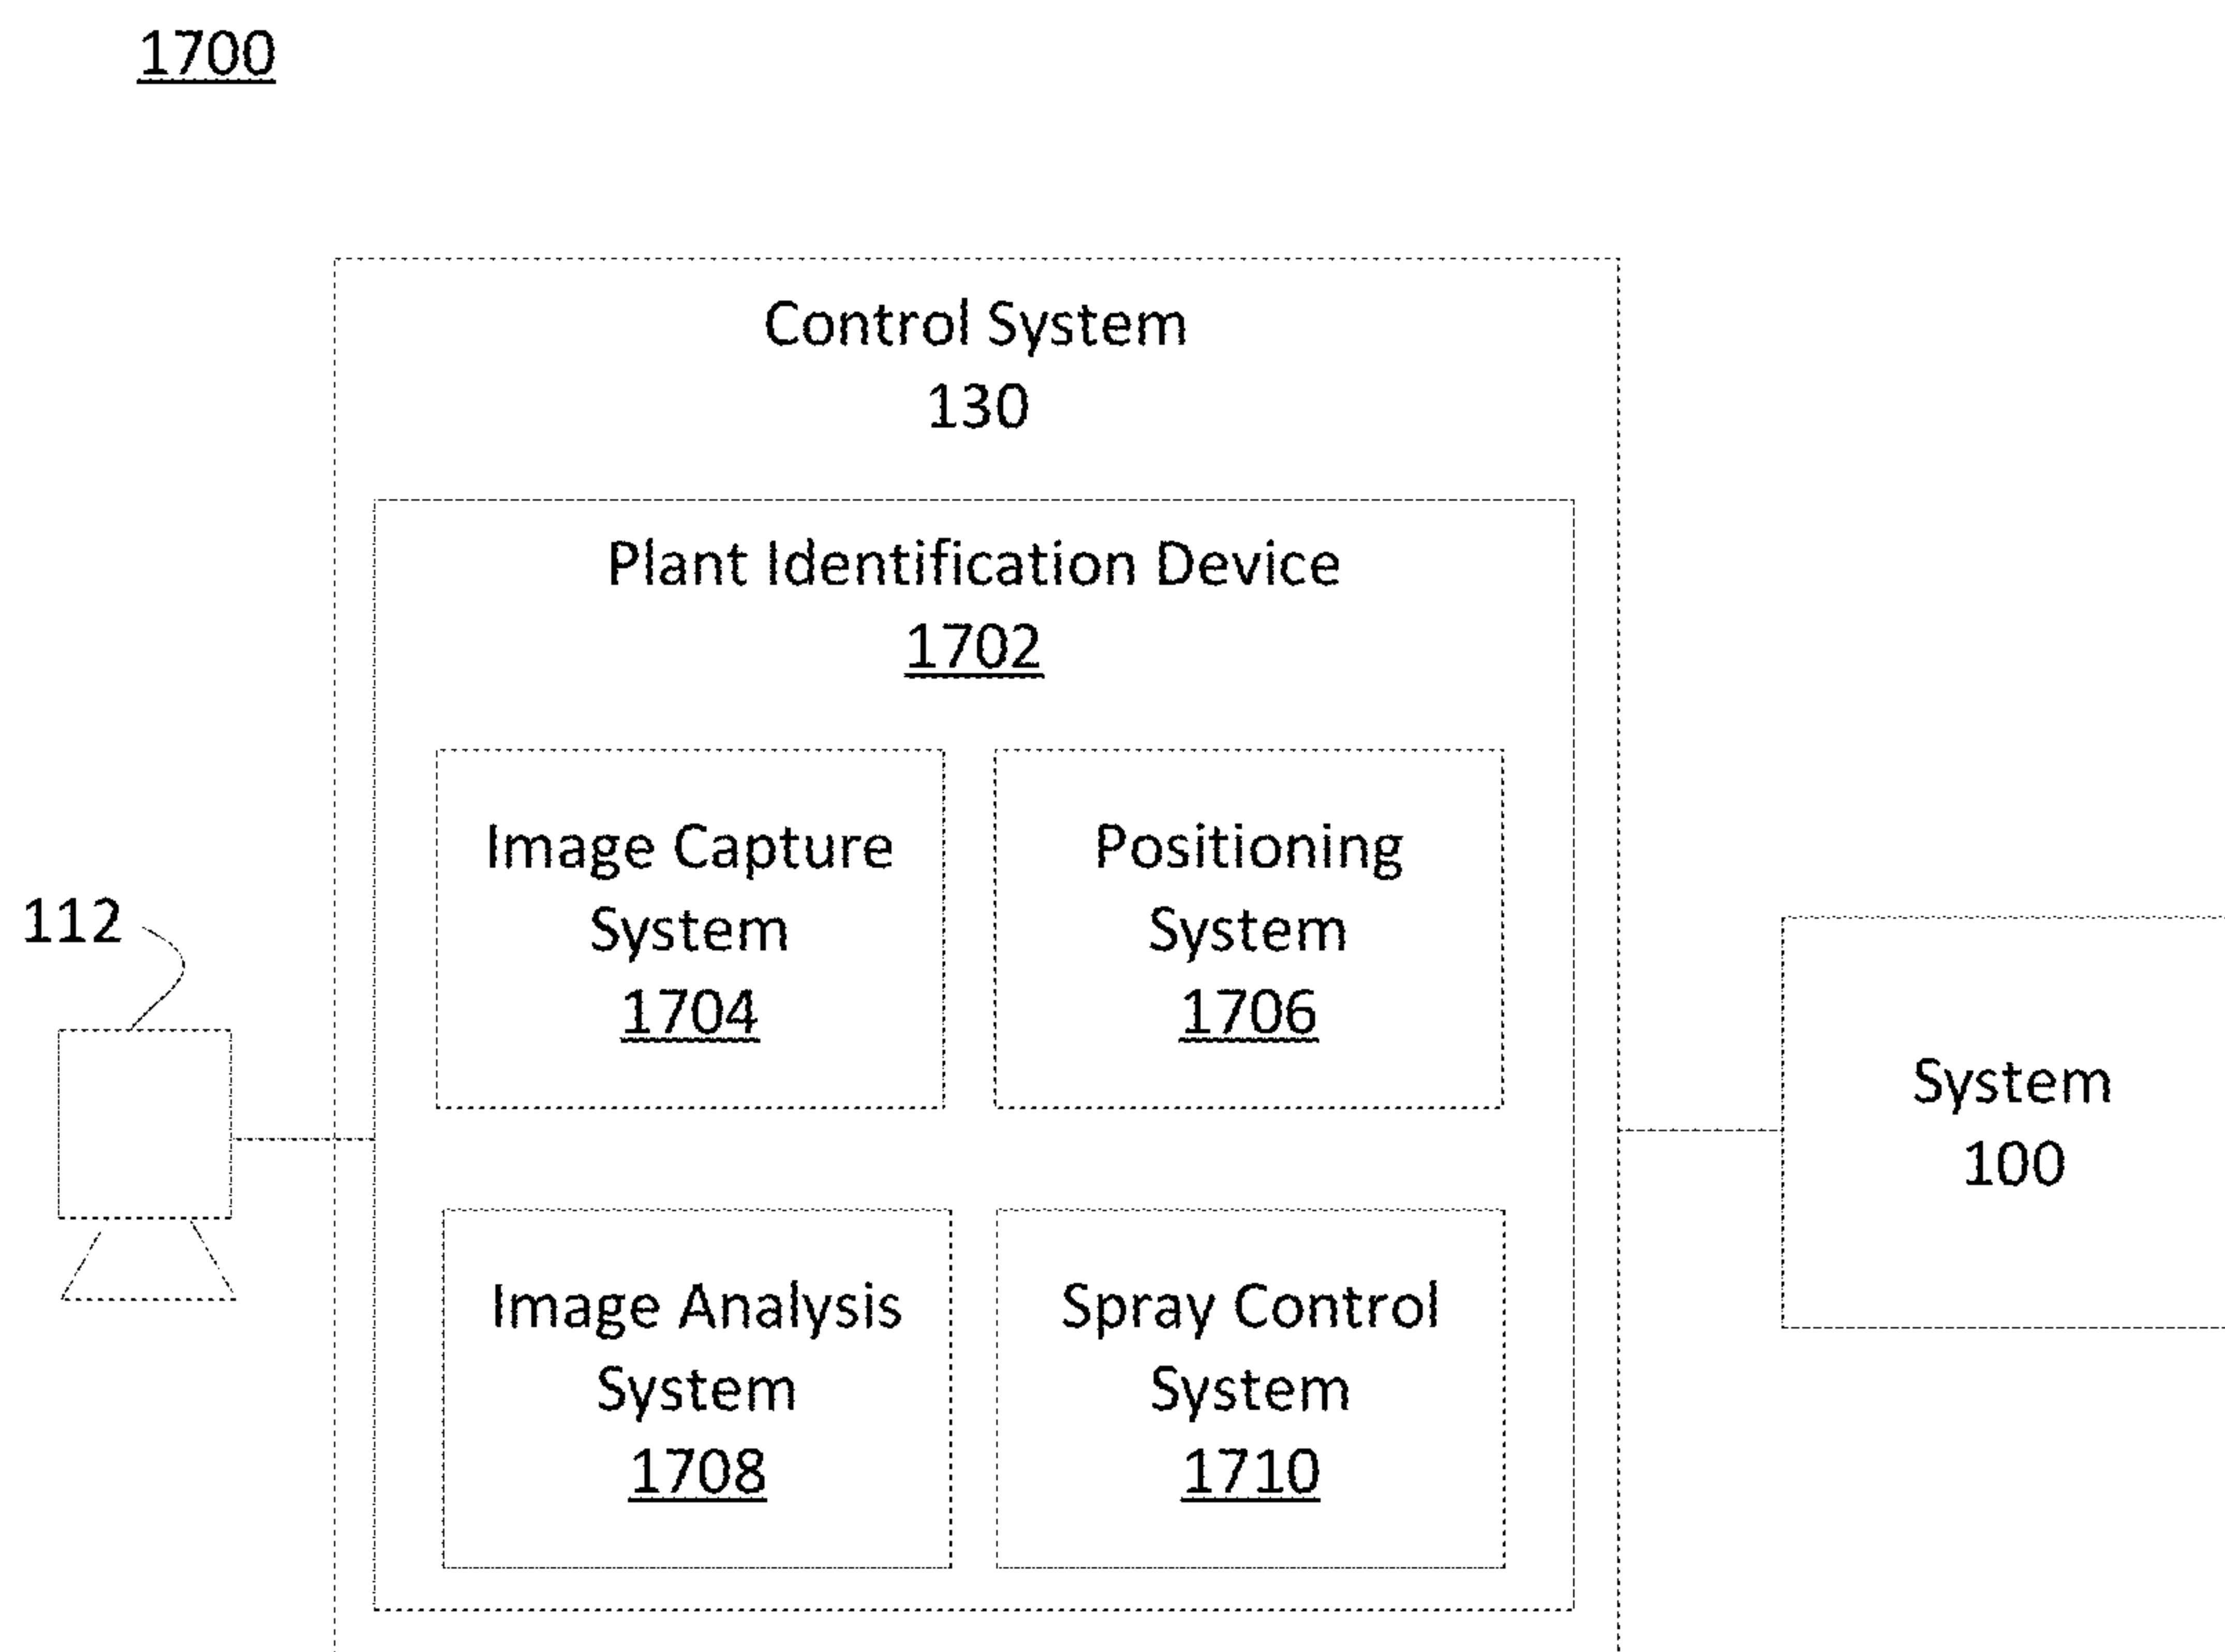 1700
Control System
130
Plant Identification Device
1702
Image Capture
System
1704
Positioning
System
1706
112
System
100
Image Analysis
System
1708
Spray Control
System
1710